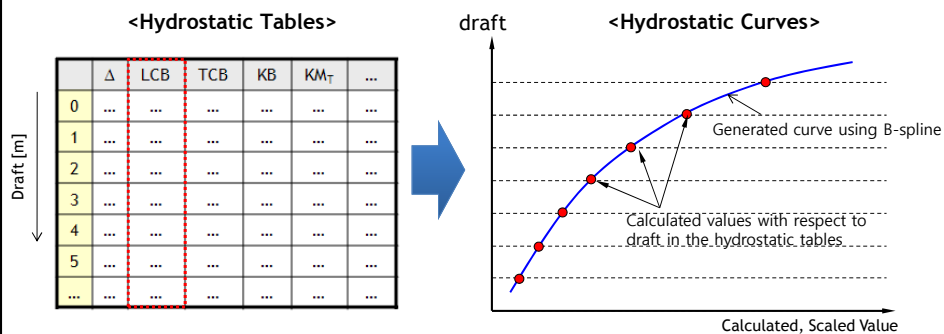 <Hydrostatic Tables>
Δ LCB TCB KB KM_T ...
0 ... ... ... ... ... ...
1 ... ... ... ... ... ...
2 ... ... ... ... ... ...
3 ... ... ... ... ... ...
4 ... ... ... ... ... ...
5 ... ... ... ... ... ...
... ... ... ... ... ... ...
Draft [m]
draft
<Hydrostatic Curves>
Generated curve using B-spline
Calculated values with respect to
draft in the hydrostatic tables
Calculated, Scaled Value